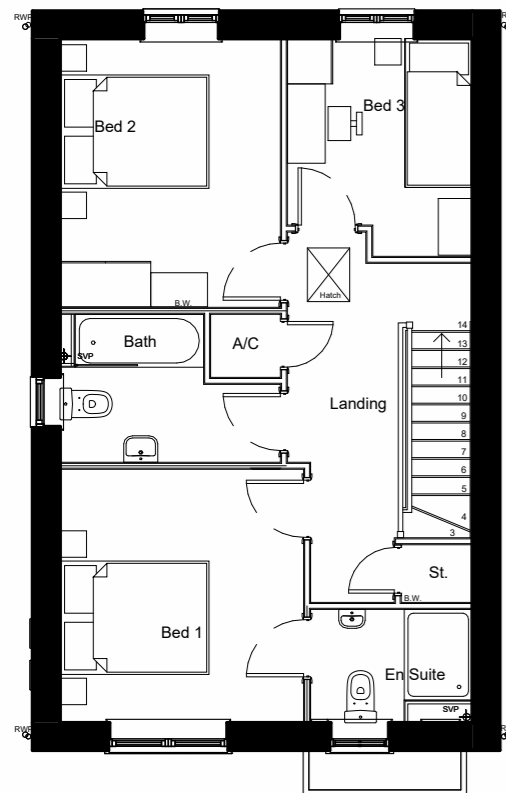 RWP
Bed 2
Bed 3
B.W.
Hatch
14
13
12
11
10
9
8
7
6
5
4
3
Bath
A/C
SVP
Landing
St.
B.W.
Bed 1
En Suite
SVP
RWP